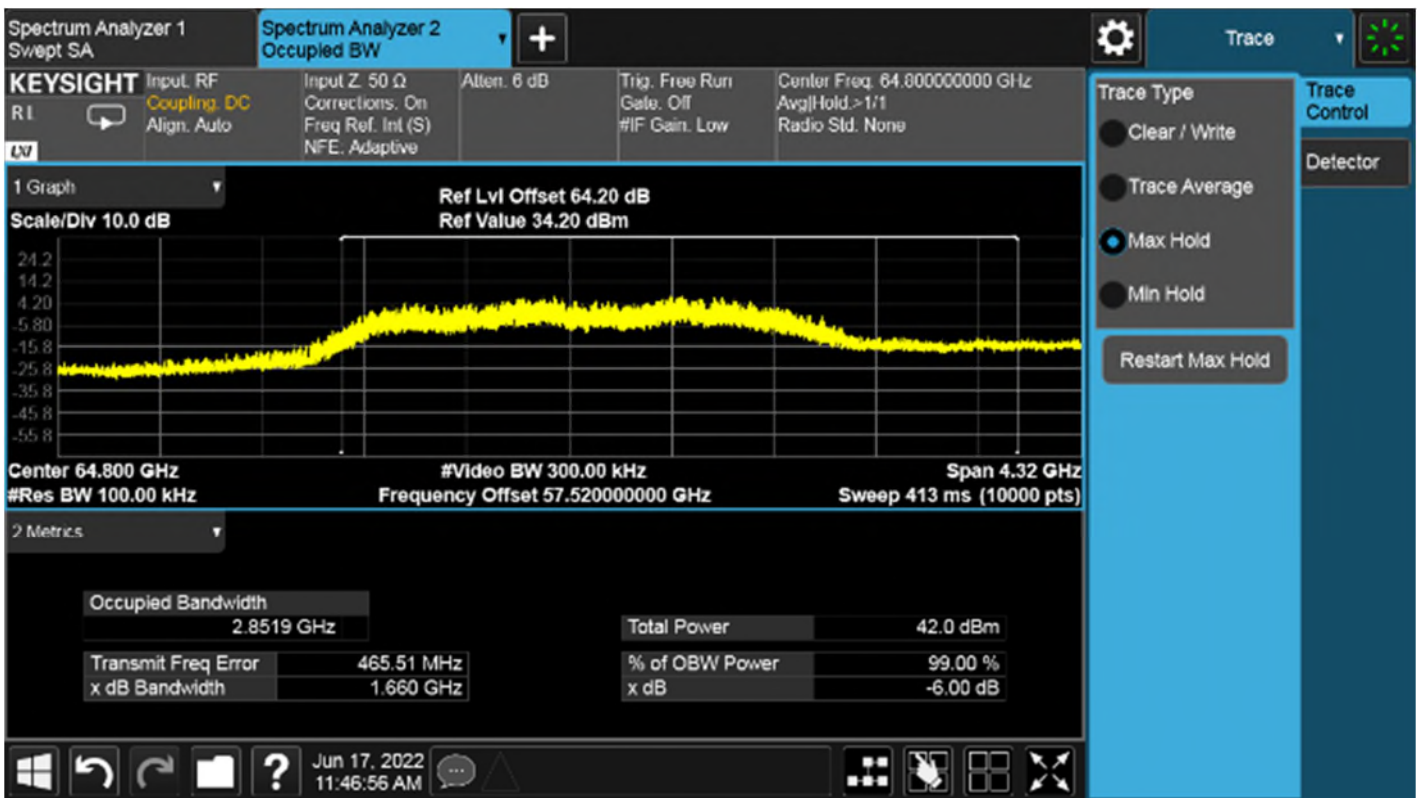 Spectrum Analyzer 1
Swept SA
Spectrum Analyzer 2
Occupied BW
Trace
KEYSIGHT
RL
LXI
Input. RF
Coupling. DC
Align. Auto
Input Z. 50 Ω
Corrections. On
Freq Ref. Int (S)
NFE. Adaptive
Atten. 6 dB
Trig. Free Run
Gate. Off
#IF Gain. Low
Center Freq. 64.800000000 GHz
Avg|Hold.>1/1
Radio Std. None
Trace Type
Clear / Write
Trace Average
Max Hold
Min Hold
Restart Max Hold
Trace
Control
Detector
1 Graph
Scale/Div 10.0 dB
Ref Lvl Offset 64.20 dB
Ref Value 34.20 dBm
24.2
14.2
4.20
-5.80
-15.8
-25.8
-35.8
-45.8
-55.8
Center 64.800 GHz
#Res BW 100.00 kHz
#Video BW 300.00 kHz
Frequency Offset 57.520000000 GHz
Span 4.32 GHz
Sweep 413 ms (10000 pts)
2 Metrics
Occupied Bandwidth
2.8519 GHz
Transmit Freq Error 465.51 MHz
x dB Bandwidth 1.660 GHz
Total Power 42.0 dBm
% of OBW Power 99.00 %
x dB -6.00 dB
Jun 17, 2022
11:46:56 AM